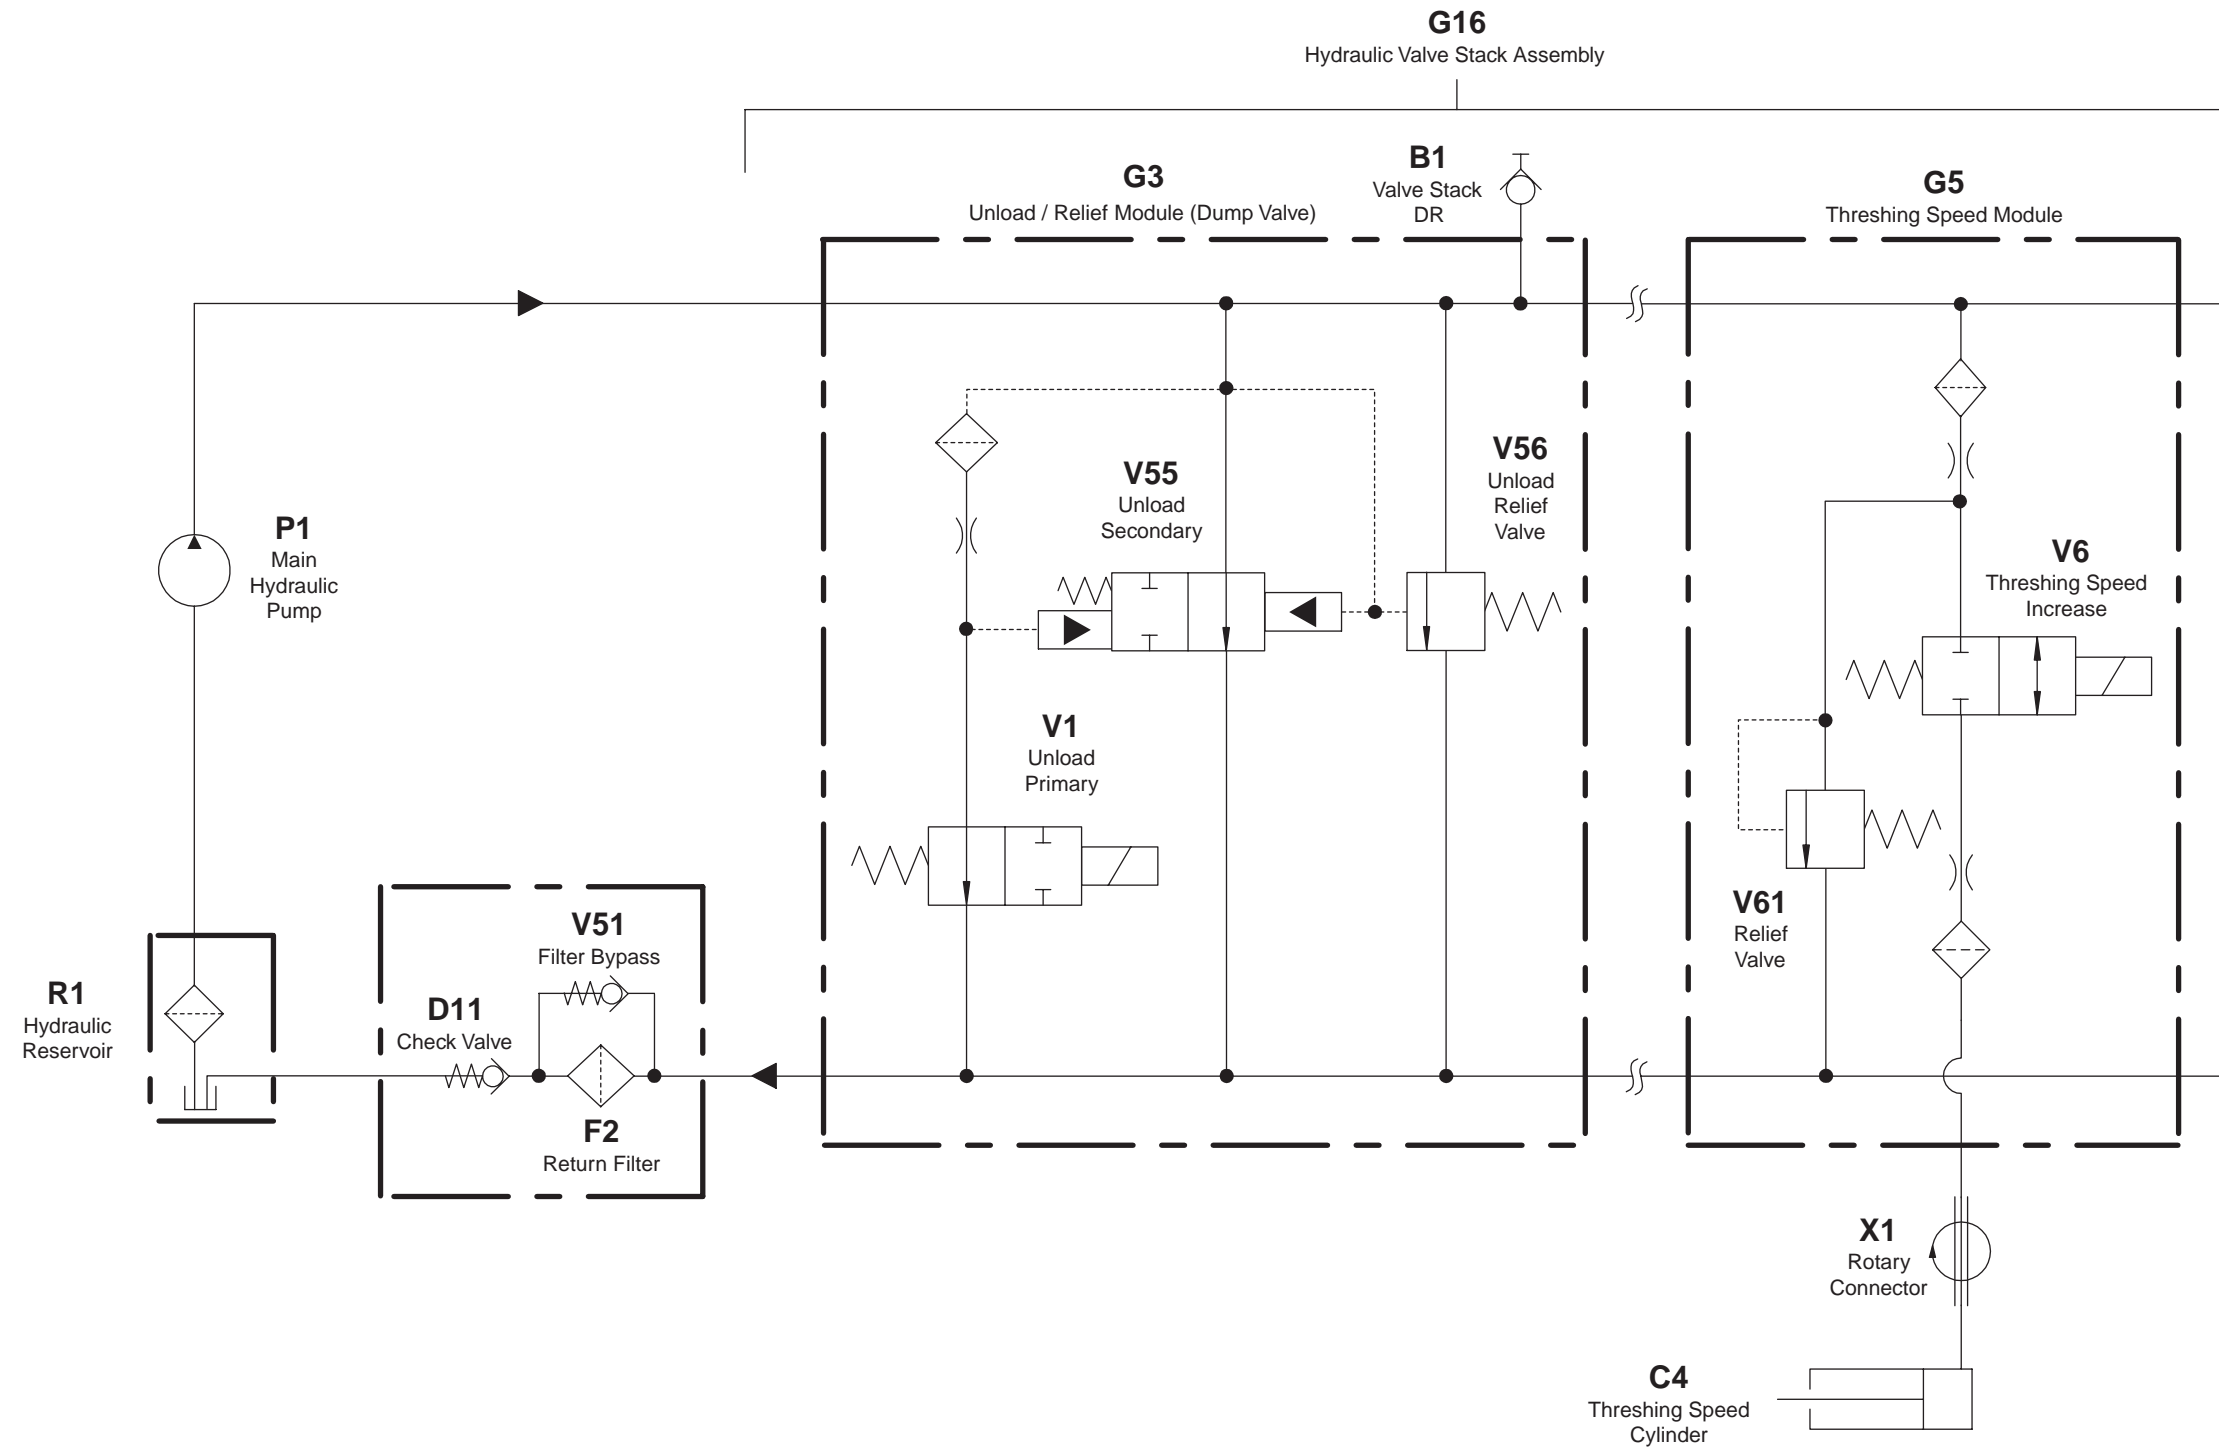 G16
Hydraulic Valve Stack Assembly
B1
Valve Stack
DR
G3
Unload / Relief Module (Dump Valve)
G5
Threshing Speed Module
V56
Unload
Relief
Valve
V55
Unload
Secondary
P1
Main
Hydraulic
Pump
V6
Threshing Speed
Increase
V1
Unload
Primary
V61
Relief
Valve
V51
Filter Bypass
R1
Hydraulic
Reservoir
D11
Check Valve
F2
Return Filter
X1
Rotary
Connector
C4
Threshing Speed
Cylinder